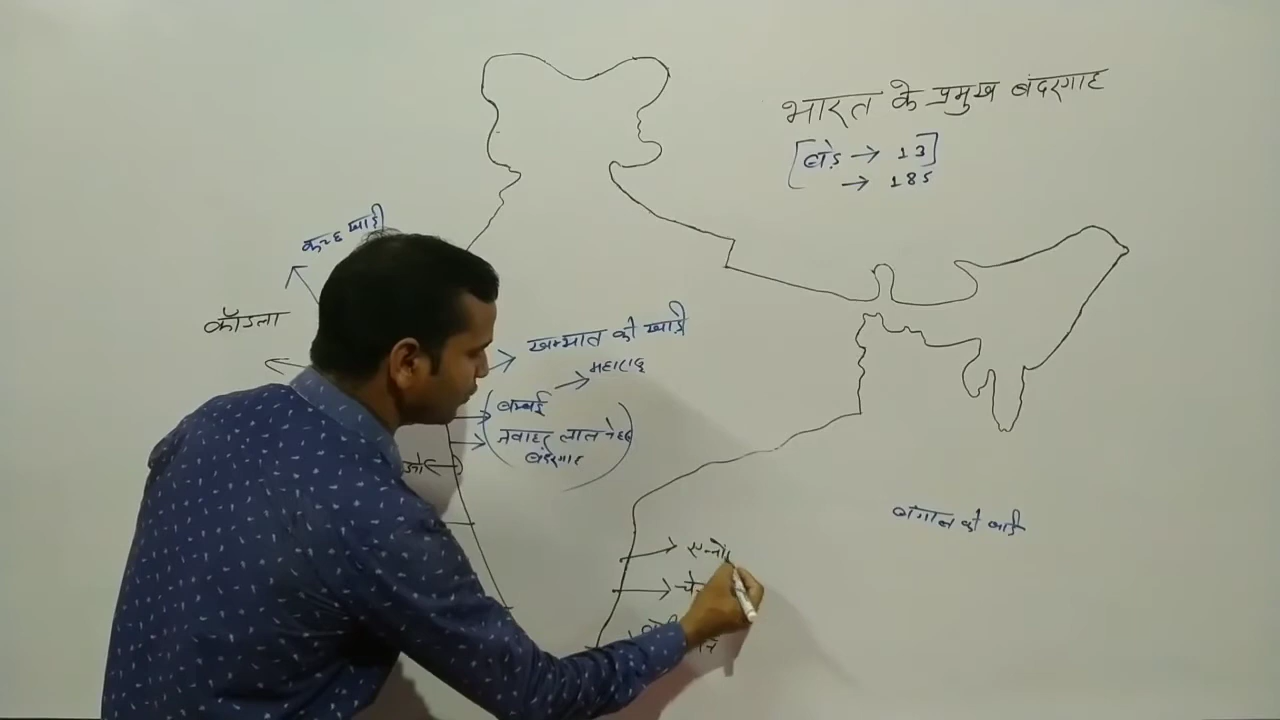 भारत के प्रमुख बंदरगाह
[बड़े → 13]
→ 185
कच्छ खाड़ी
कॉडला
खम्भात की खाड़ी
बम्बई → महाराष्ट्र
जवाहर लाल नेहरू
बंदरगाह
बंगाल की खाड़ी